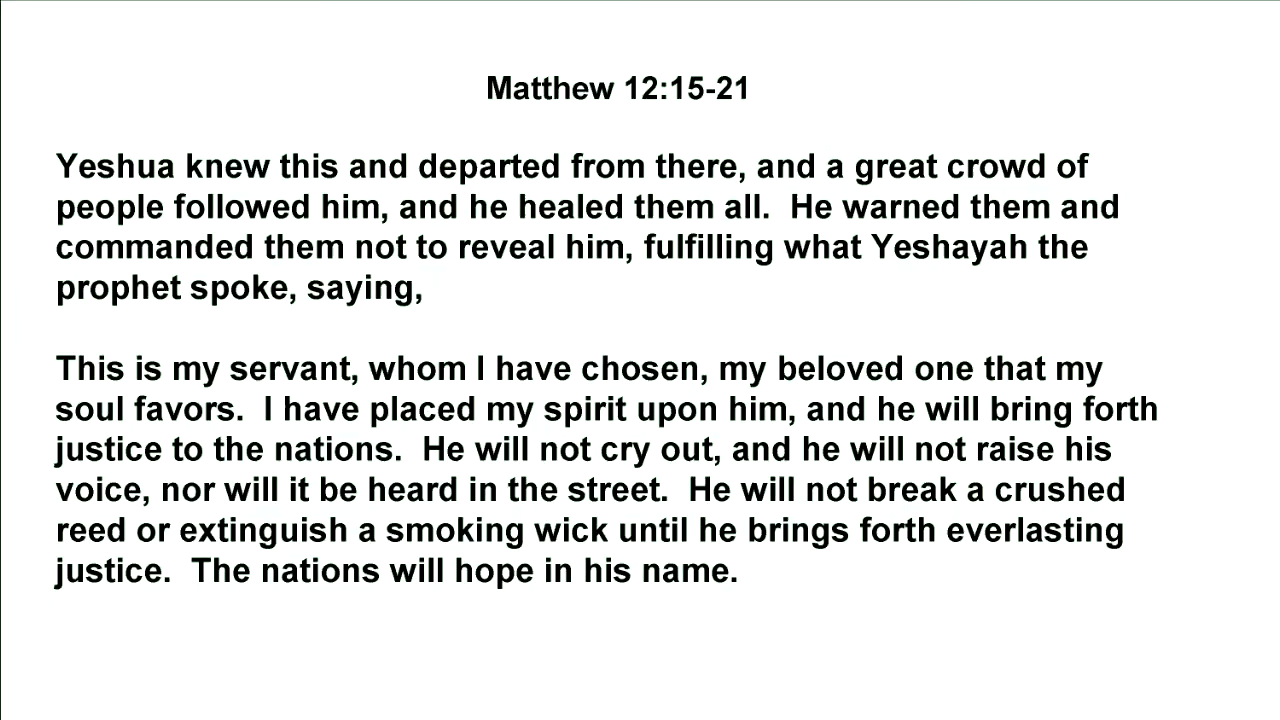 Matthew 12:15-21
Yeshua knew this and departed from there, and a great crowd of
people followed him, and he healed them all.  He warned them and
commanded them not to reveal him, fulfilling what Yeshayah the
prophet spoke, saying,
This is my servant, whom I have chosen, my beloved one that my
soul favors.  I have placed my spirit upon him, and he will bring forth
justice to the nations.  He will not cry out, and he will not raise his
voice, nor will it be heard in the street.  He will not break a crushed
reed or extinguish a smoking wick until he brings forth everlasting
justice.  The nations will hope in his name.